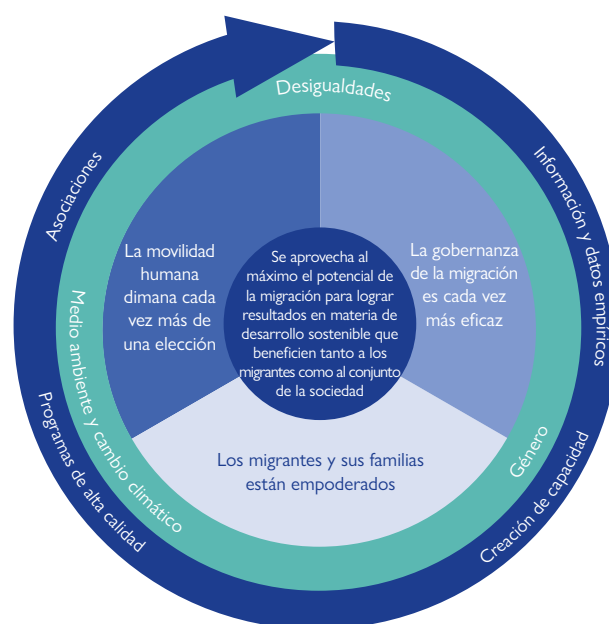 Desigualdades
Asociaciones
Información y datos empíricos
La movilidad
humana
dimana cada
vez más de
una elección
Se aprovecha al
máximo el potencial de
la migración para lograr
resultados en materia de
desarrollo sostenible que
beneficien tanto a los
migrantes como al conjunto
de la sociedad
La gobernanza
de la migración
es cada vez
más eficaz
Medio ambiente y cambio climático
Género
Los migrantes y sus familias
están empoderados
Programas de alta calidad
Creación de capacidad